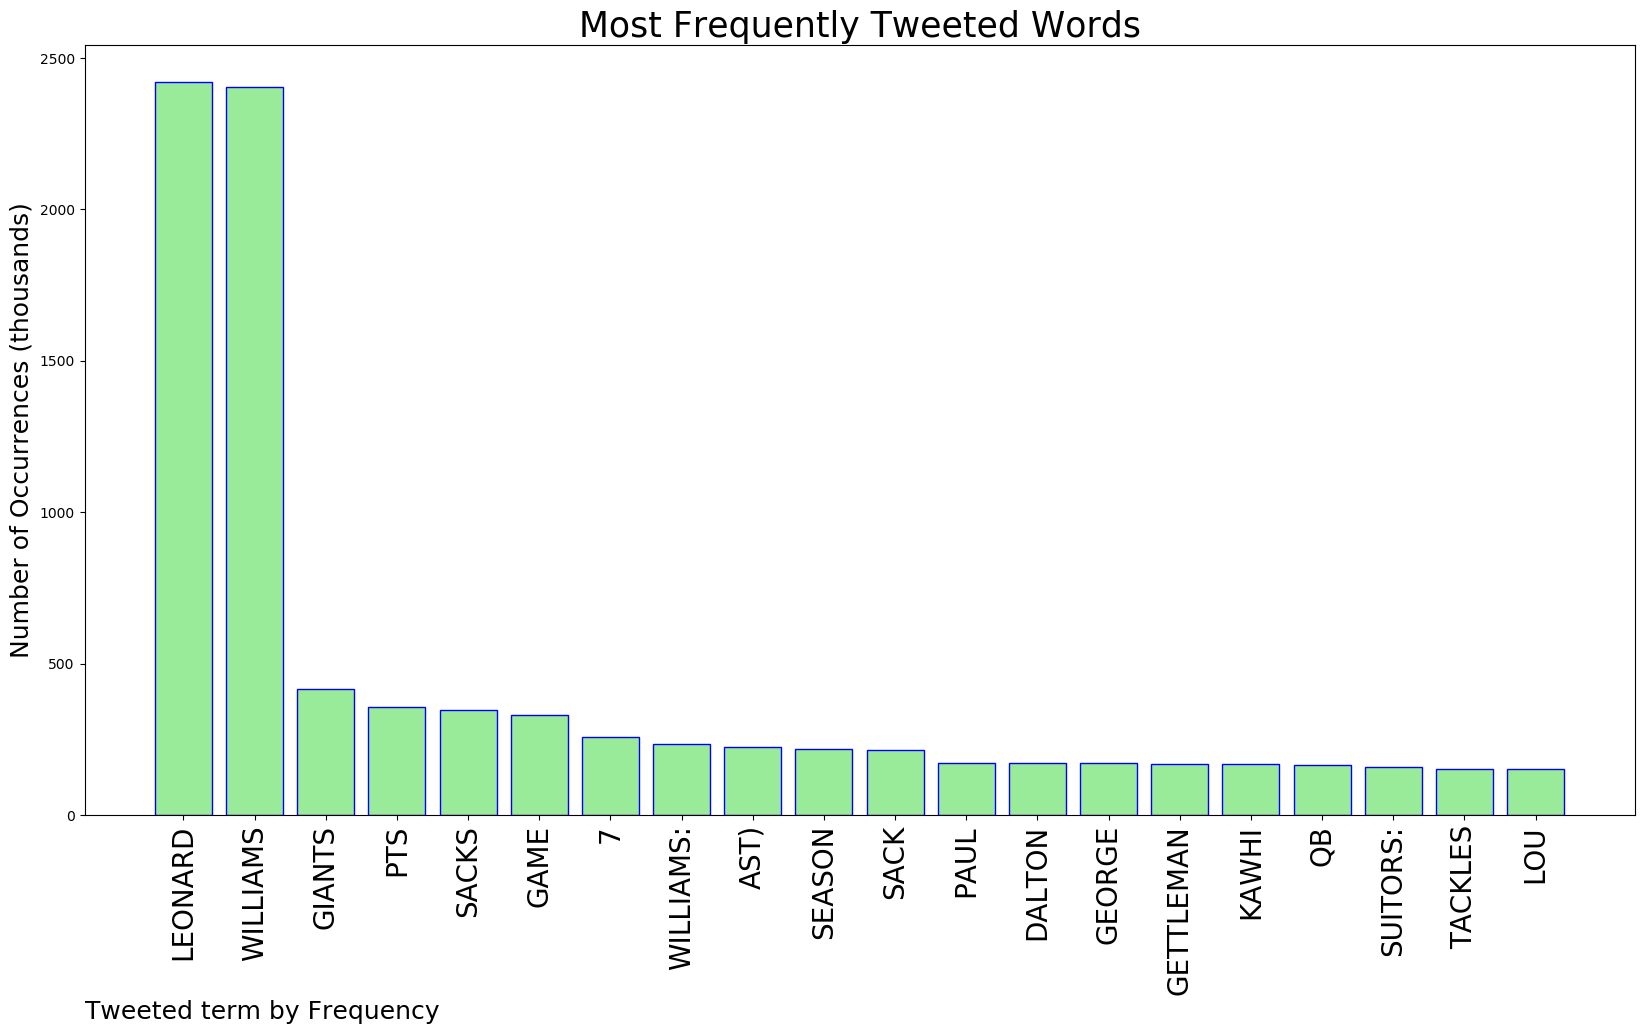 Most Frequently Tweeted Words
Number of Occurrences (thousands)
2500
2000
1500
1000
500
0
LEONARD
WILLIAMS
GIANTS
PTS
SACKS
GAME
7
WILLIAMS:
AST)
SEASON
SACK
PAUL
DALTON
GEORGE
GETTLEMAN
KAWHI
QB
SUITORS:
TACKLES
LOU
Tweeted term by Frequency